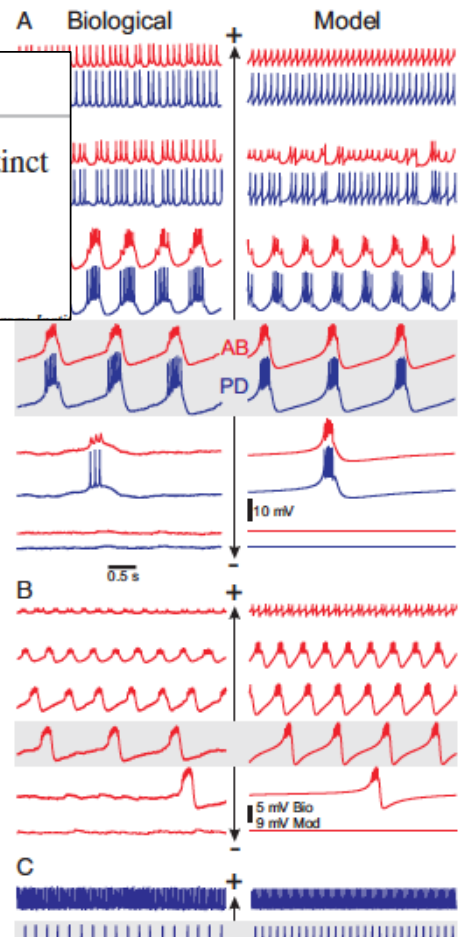 A Biological Model
+
inct
AB
PD
10 mV
0.5 s
-
B
+
5 mV Bio
9 mV Mod
-
C
+